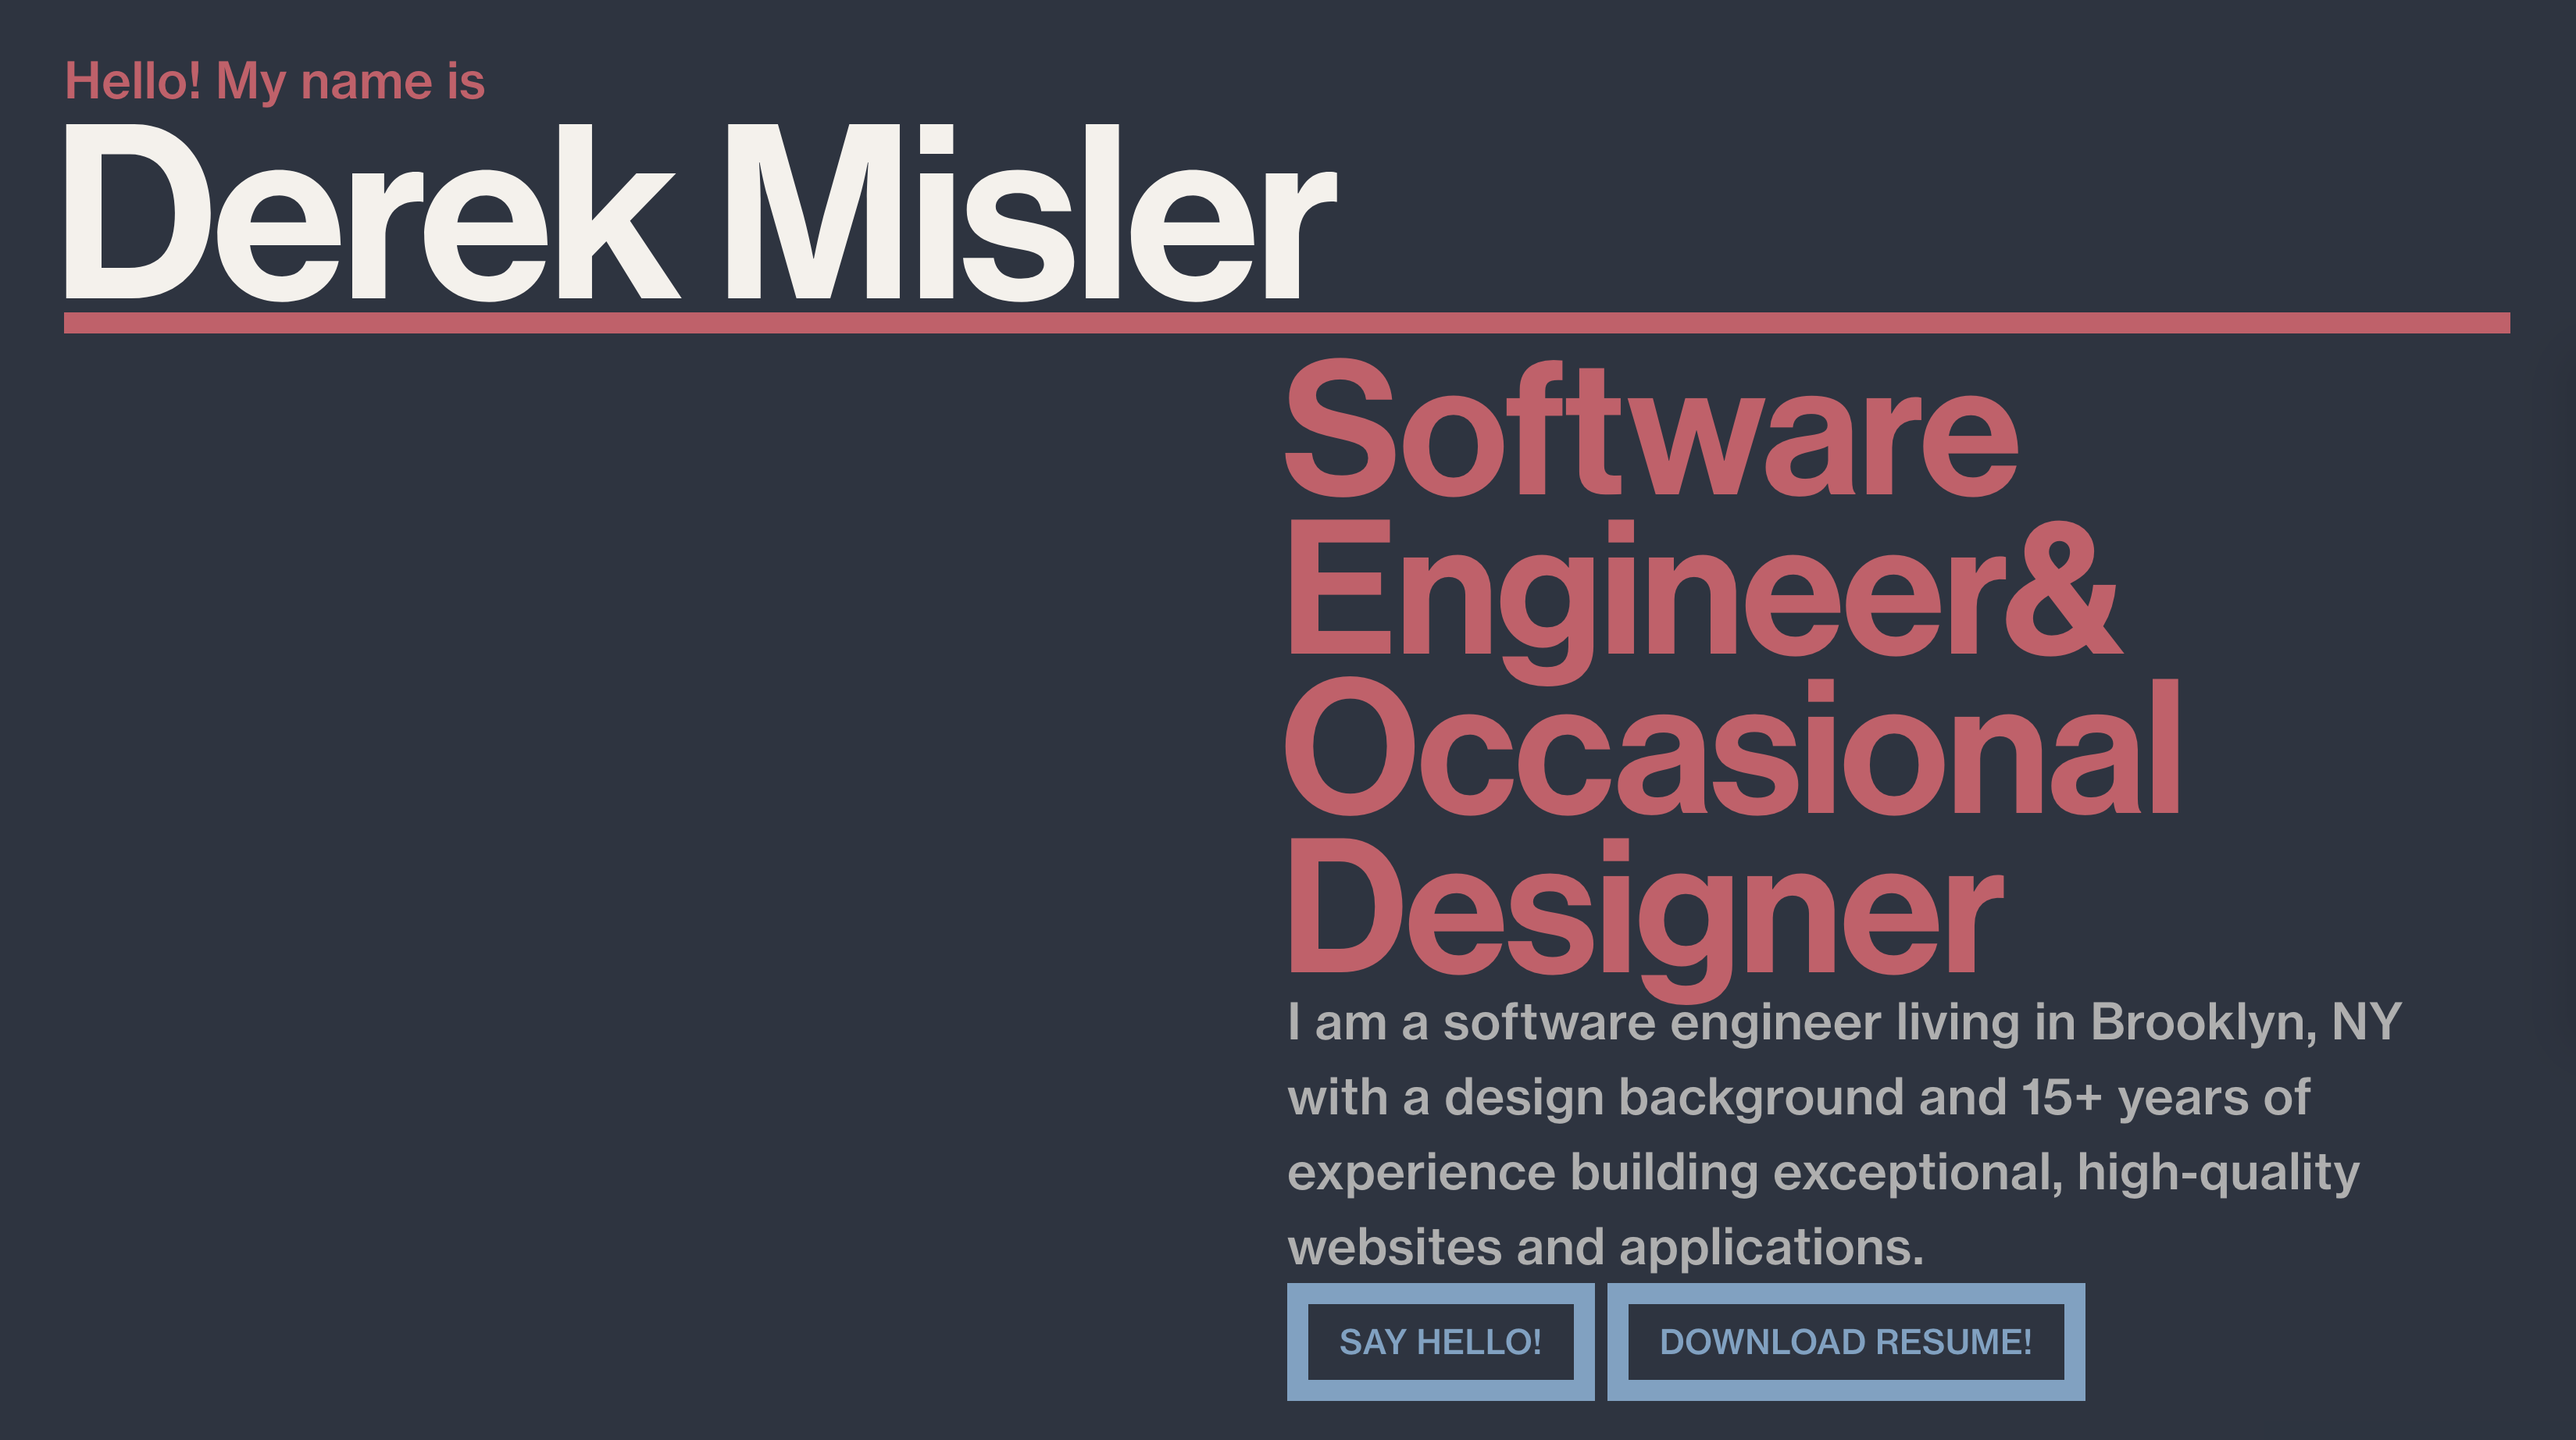 Hello! My name is
Derek Misler
Software
Engineer&
Occasional
Designer
I am a software engineer living in Brooklyn, NY
with a design background and 15+ years of
experience building exceptional, high-quality
websites and applications.
SAY HELLO!
DOWNLOAD RESUME!